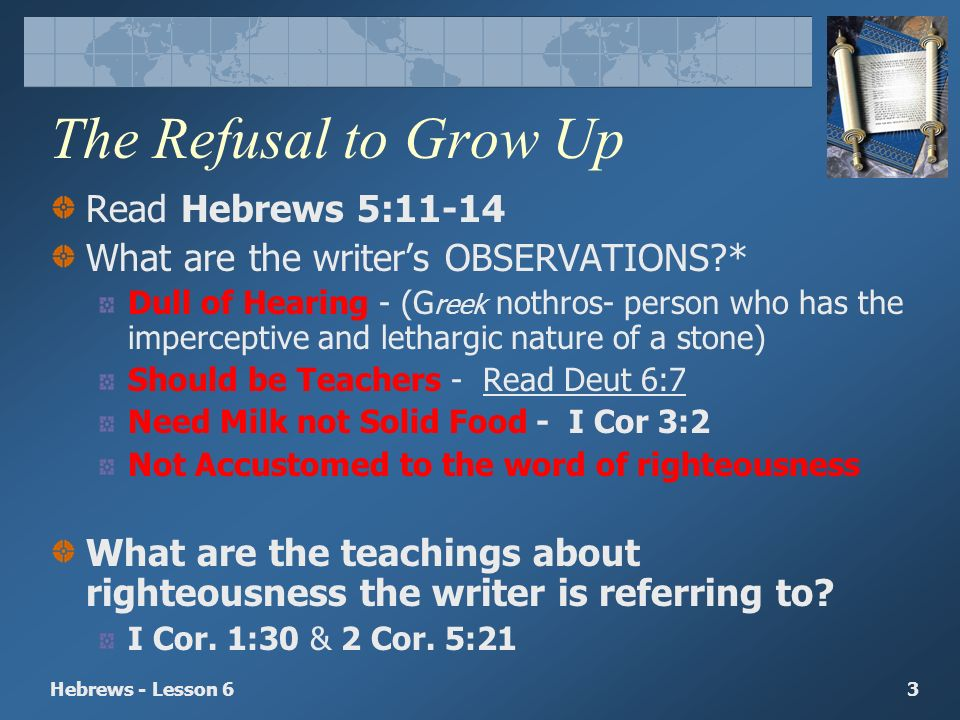 The Refusal to Grow Up
Read Hebrews 5:11-14
What are the writer’s OBSERVATIONS?*
Dull of Hearing - (Greek nothros- person who has the
imperceptive and lethargic nature of a stone)
Should be Teachers - Read Deut 6:7
Need Milk not Solid Food - I Cor 3:2
Not Accustomed to the word of righteousness
What are the teachings about
righteousness the writer is referring to?
I Cor. 1:30 & 2 Cor. 5:21
Hebrews - Lesson 6
3